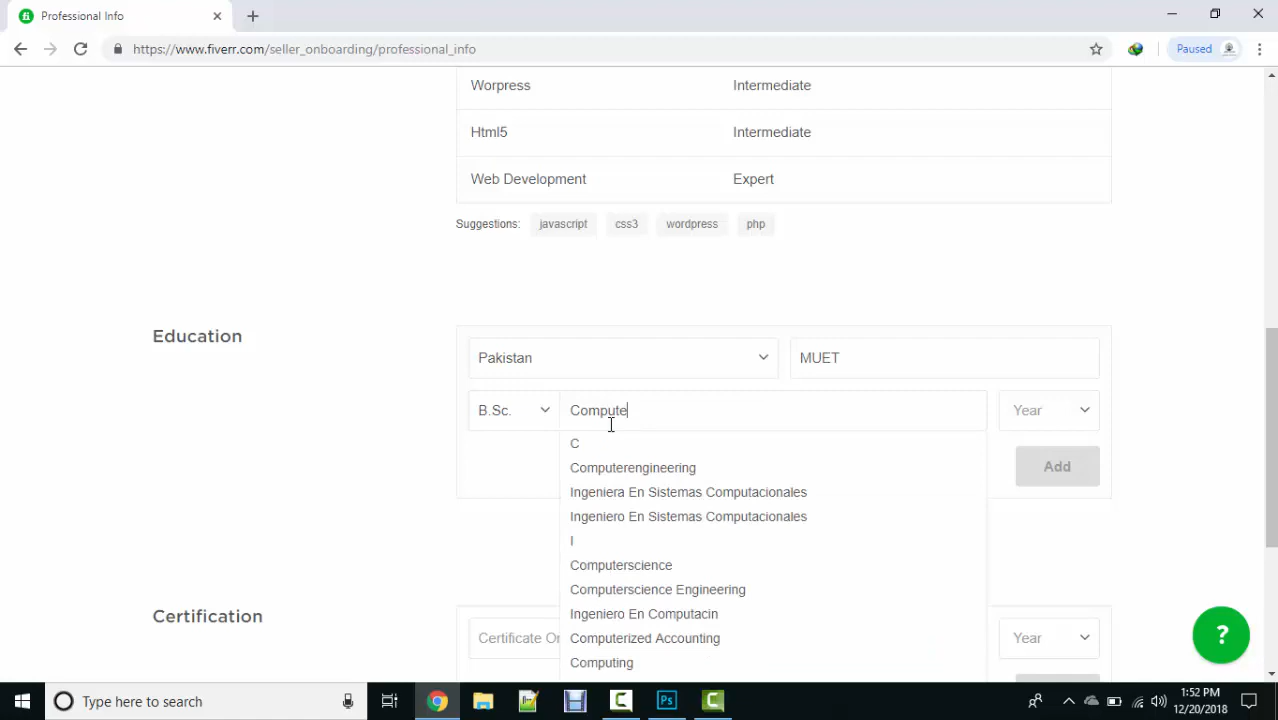 Professional Info
https://www.fiverr.com/seller_onboarding/professional_info
Paused
Worpress Intermediate
Html5 Intermediate
Web Development Expert
Suggestions: javascript css3 wordpress php
Education
Pakistan MUET
B.Sc. Compute Year
C
Computerengineering
Add
Ingeniera En Sistemas Computacionales
Ingeniero En Sistemas Computacionales
I
Computerscience
Computerscience Engineering
Certification
Ingeniero En Computacin
Certificate Or Year
Computerized Accounting
Computing
?
Type here to search
Ps
1:52 PM
12/20/2018